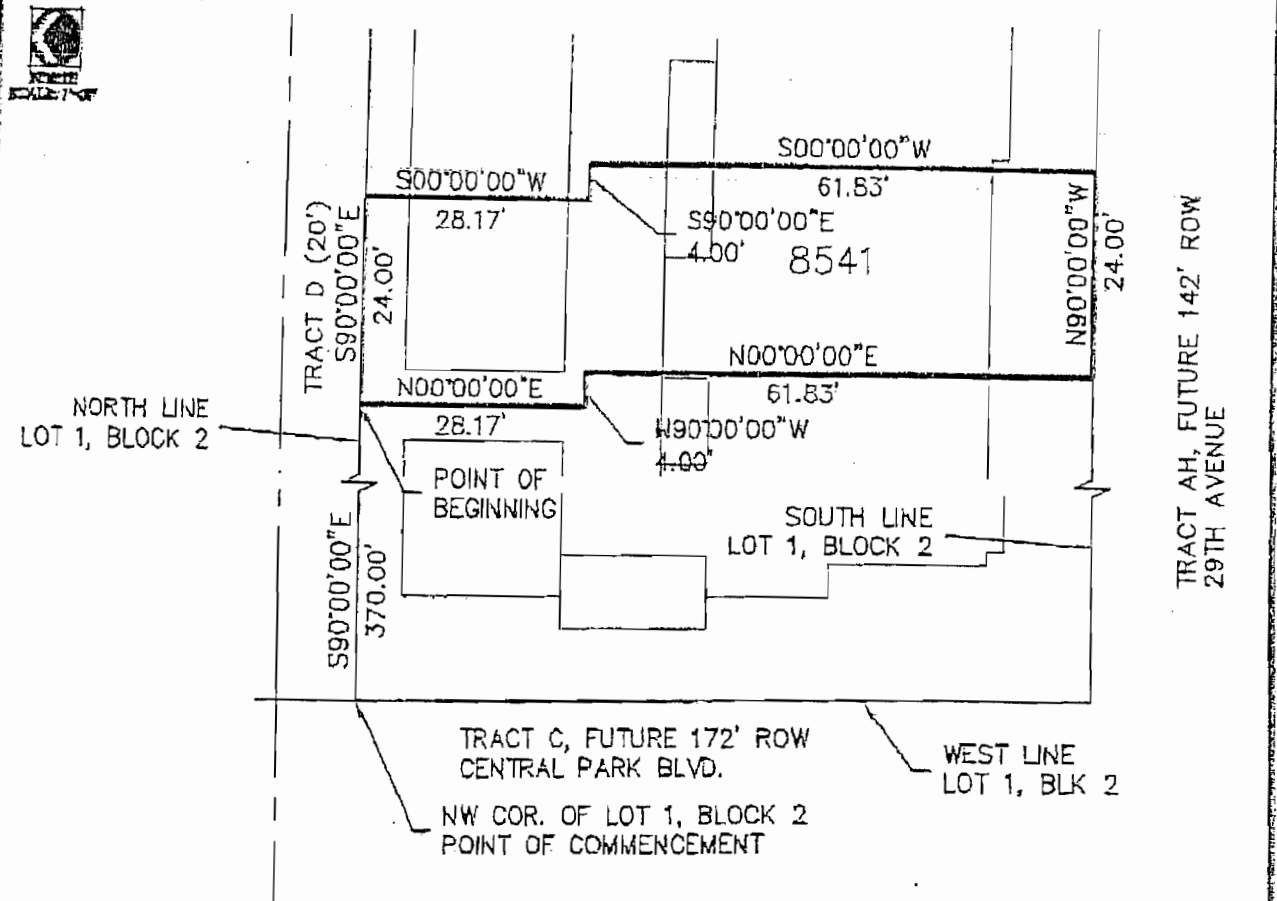 S00°00'00"W
61.83'
S00°00'00"W
28.17'
S90°00'00"E
4.00'
8541
TRACT D (20')
S90°00'00"E
24.00'
N90°00'00"W
24.00'
TRACT AH, FUTURE 142' ROW
29TH AVENUE
N00°00'00"E
61.83'
N00°00'00"E
28.17'
N90°00'00"W
4.00'
NORTH LINE
LOT 1, BLOCK 2
POINT OF
BEGINNING
SOUTH LINE
LOT 1, BLOCK 2
S90°00'00"E
370.00'
TRACT C, FUTURE 172' ROW
CENTRAL PARK BLVD.
WEST LINE
LOT 1, BLK 2
NW COR. OF LOT 1, BLOCK 2
POINT OF COMMENCEMENT